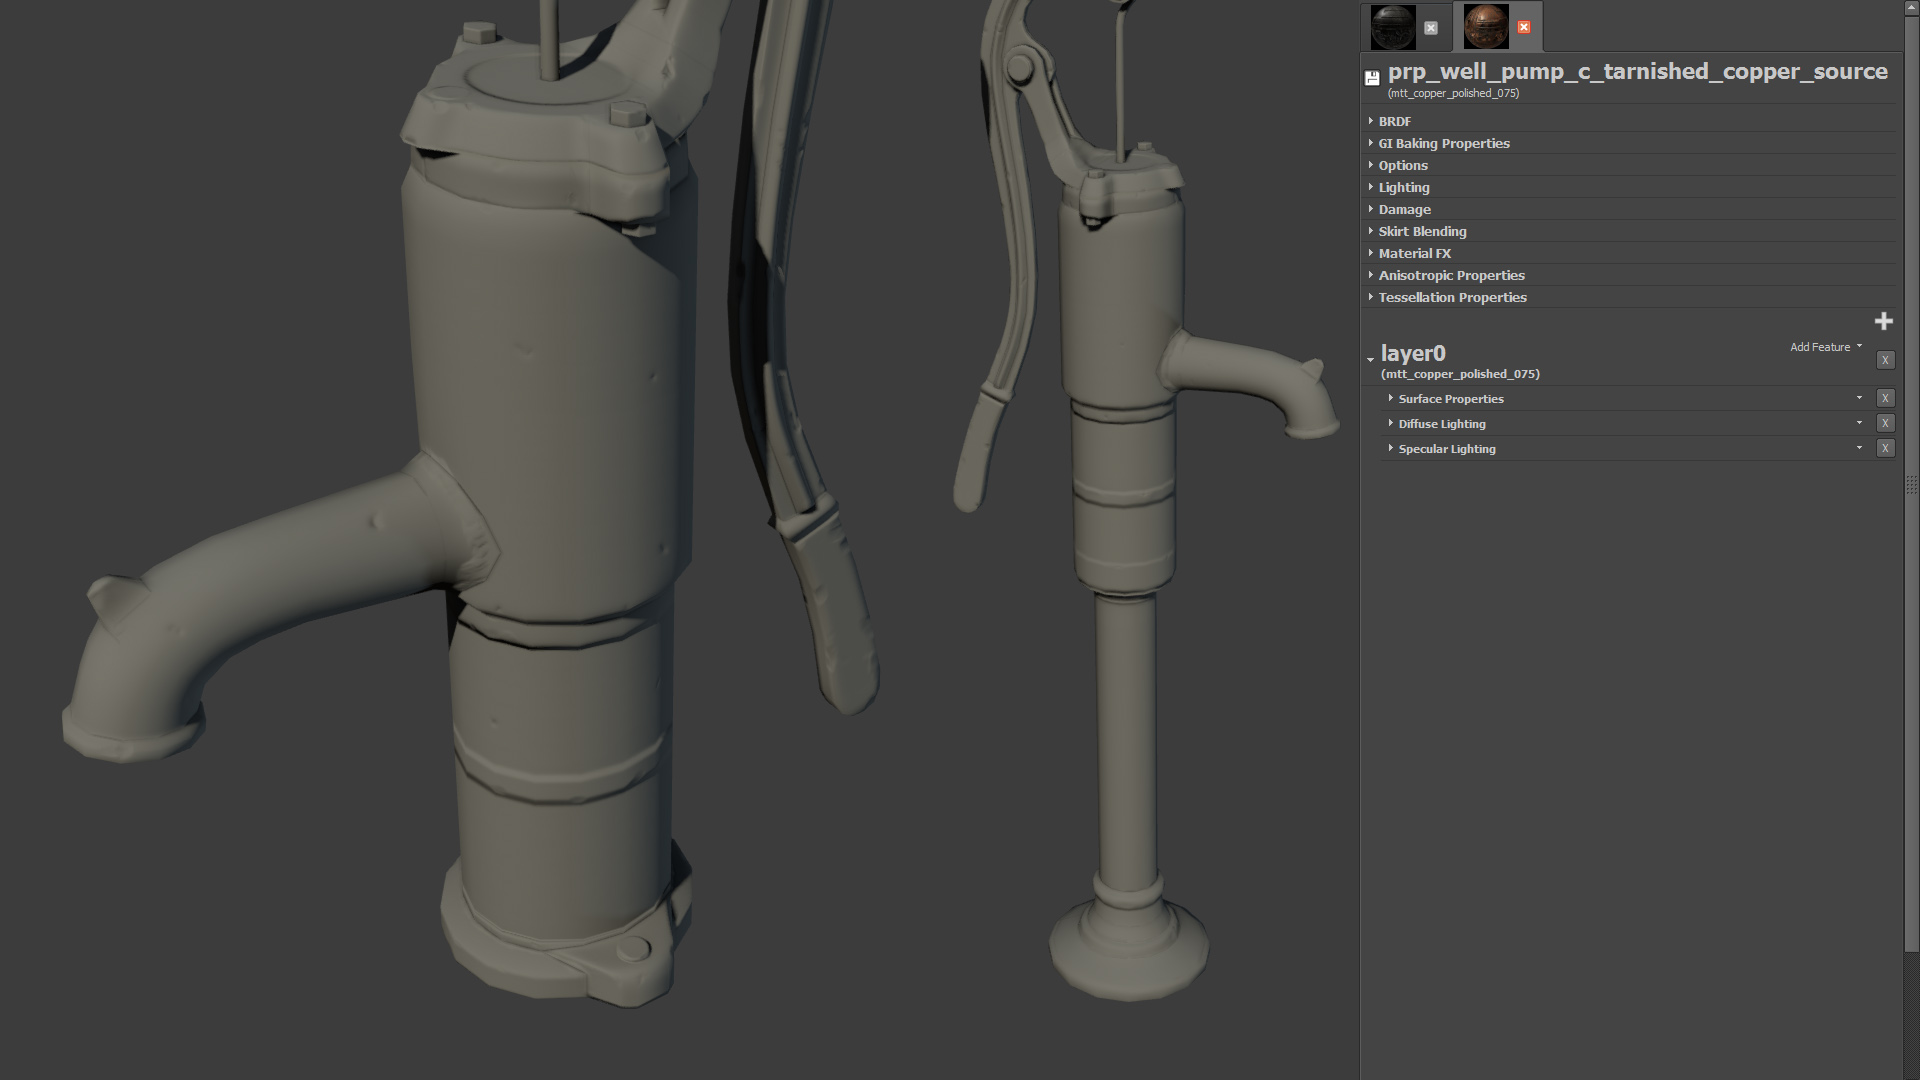 prp_well_pump_c_tarnished_copper_source
(mtt_copper_polished_075)
BRDF
GI Baking Properties
Options
Lighting
Damage
Skirt Blending
Material FX
Anisotropic Properties
Tessellation Properties
layer0
Add Feature
X
(mtt_copper_polished_075)
Surface Properties X
Diffuse Lighting X
Specular Lighting X